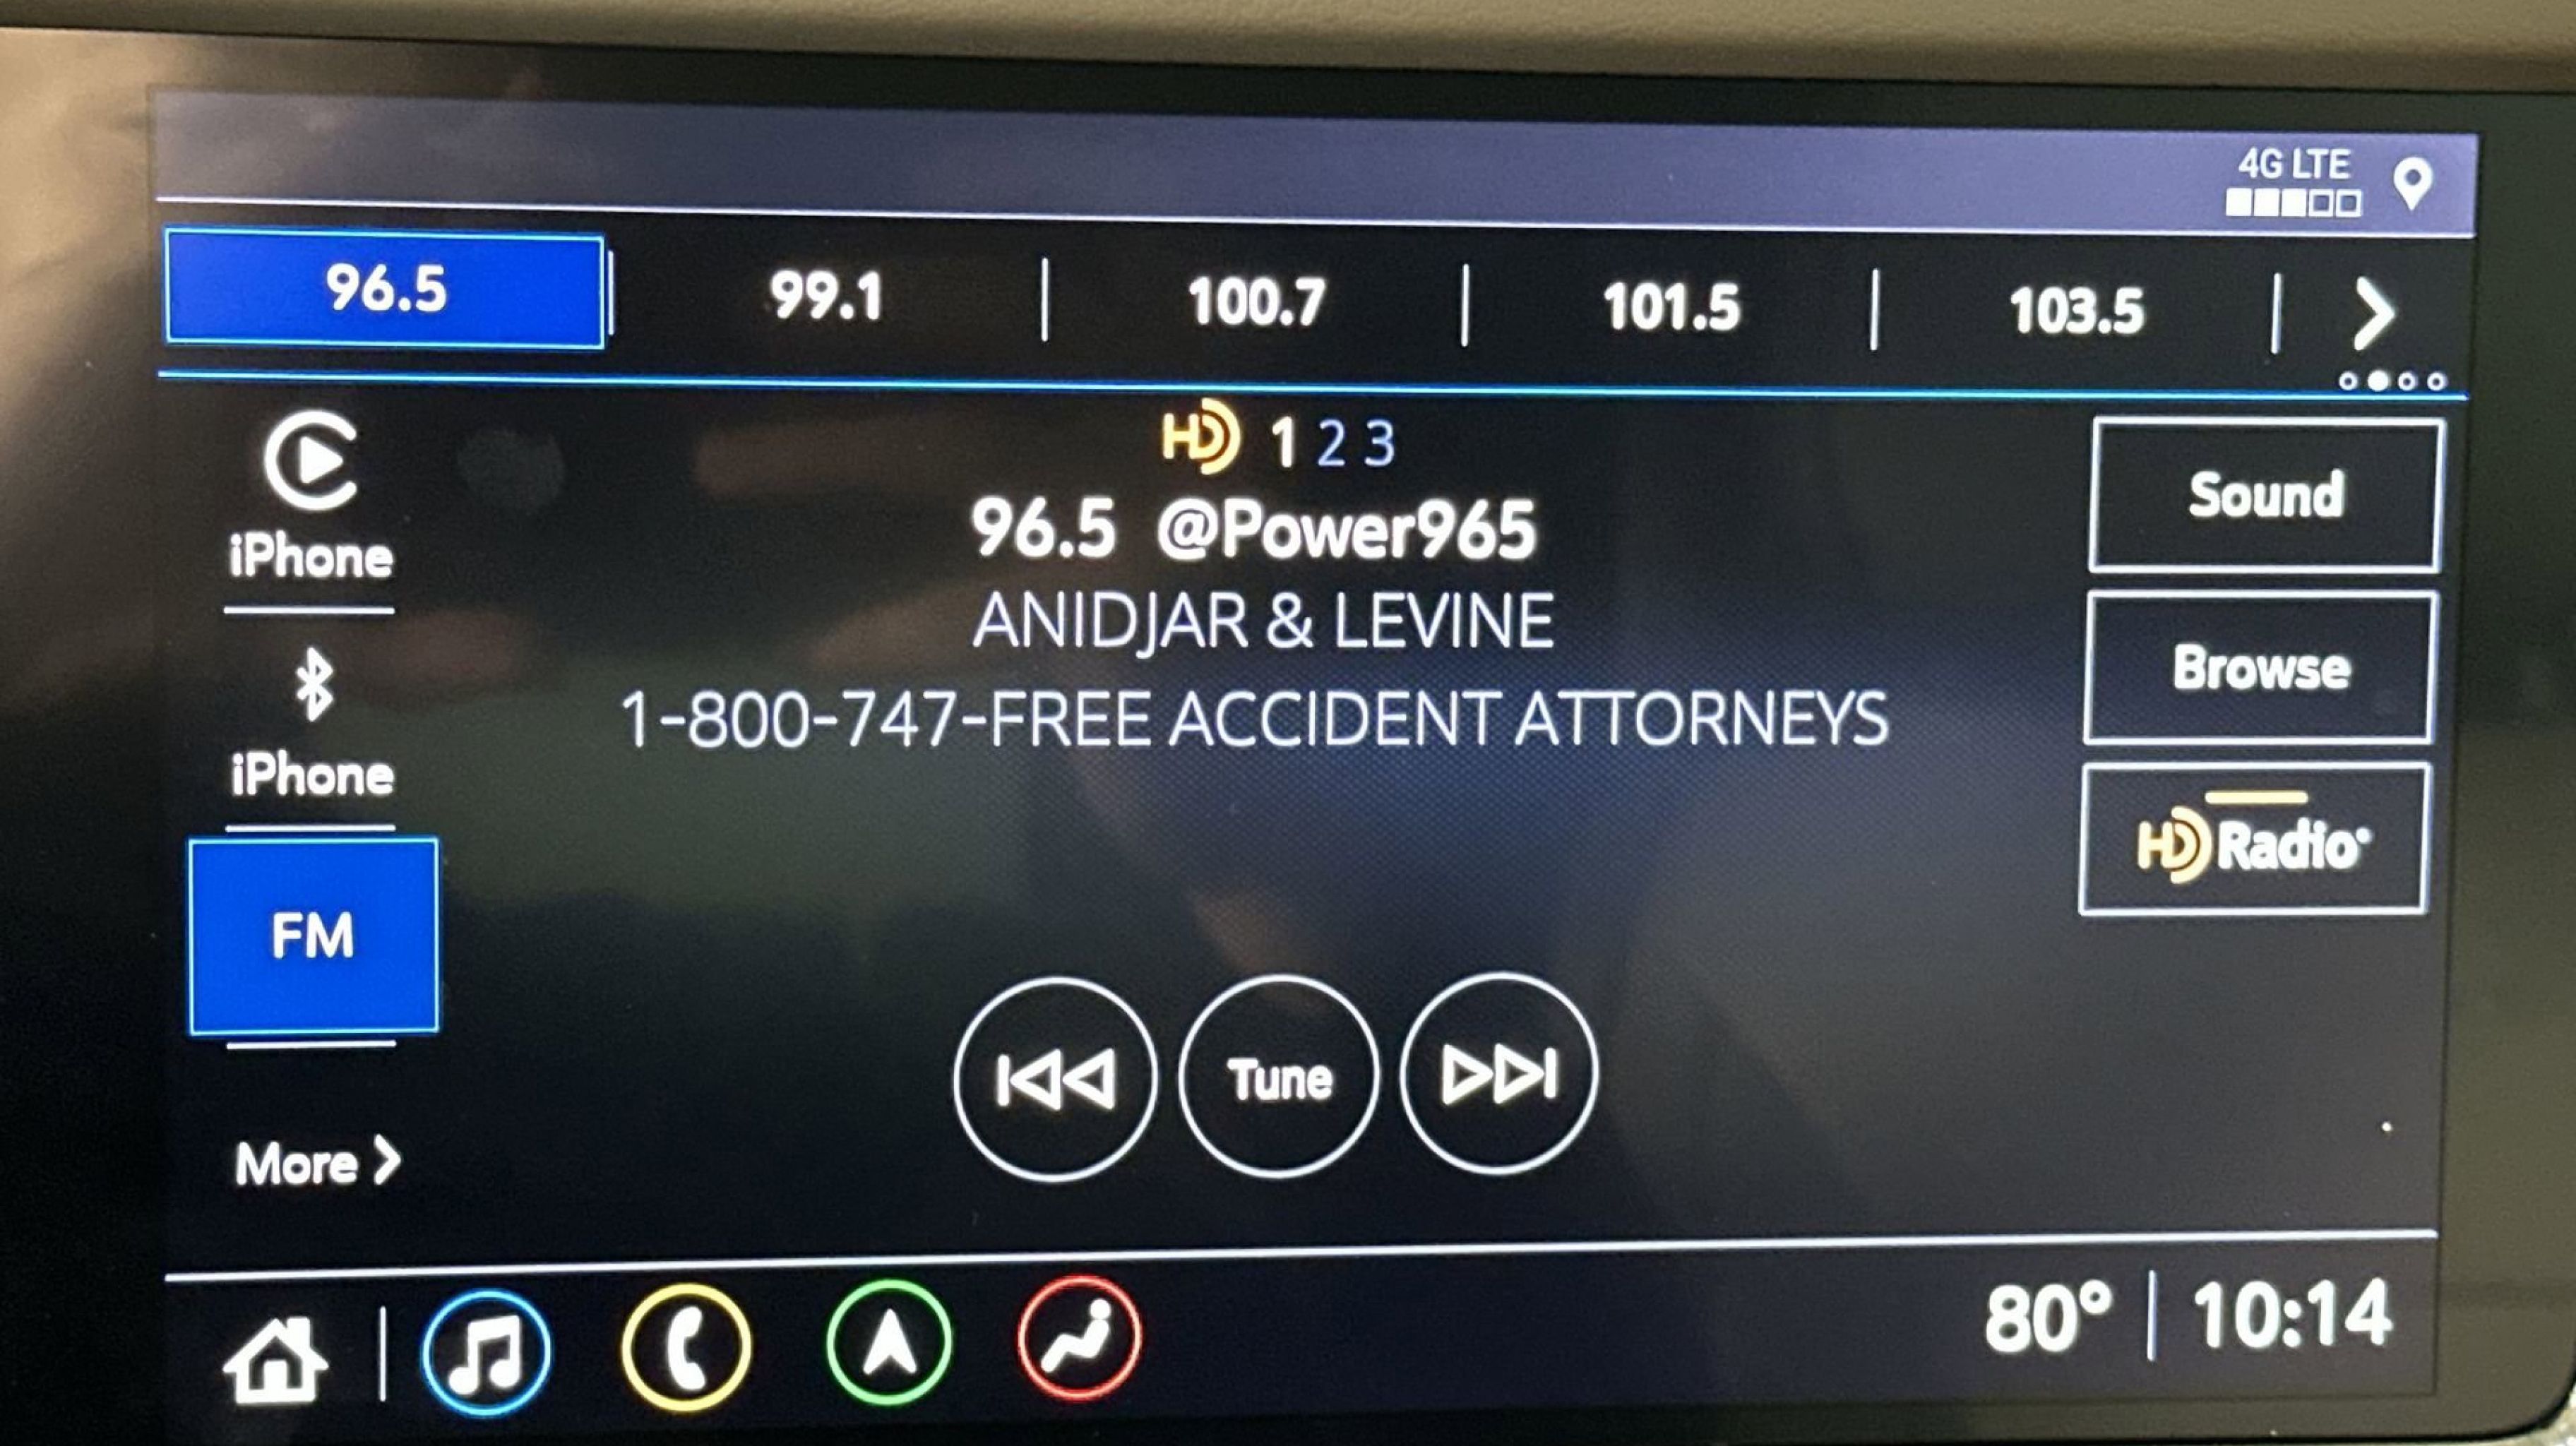 4G LTE
96.5 99.1 100.7 101.5 103.5
HD 1 2 3
96.5 @Power965
ANIDJAR & LEVINE
1-800-747-FREE ACCIDENT ATTORNEYS
iPhone
iPhone
FM
More
Sound
Browse
HD Radio
Tune
80° 10:14